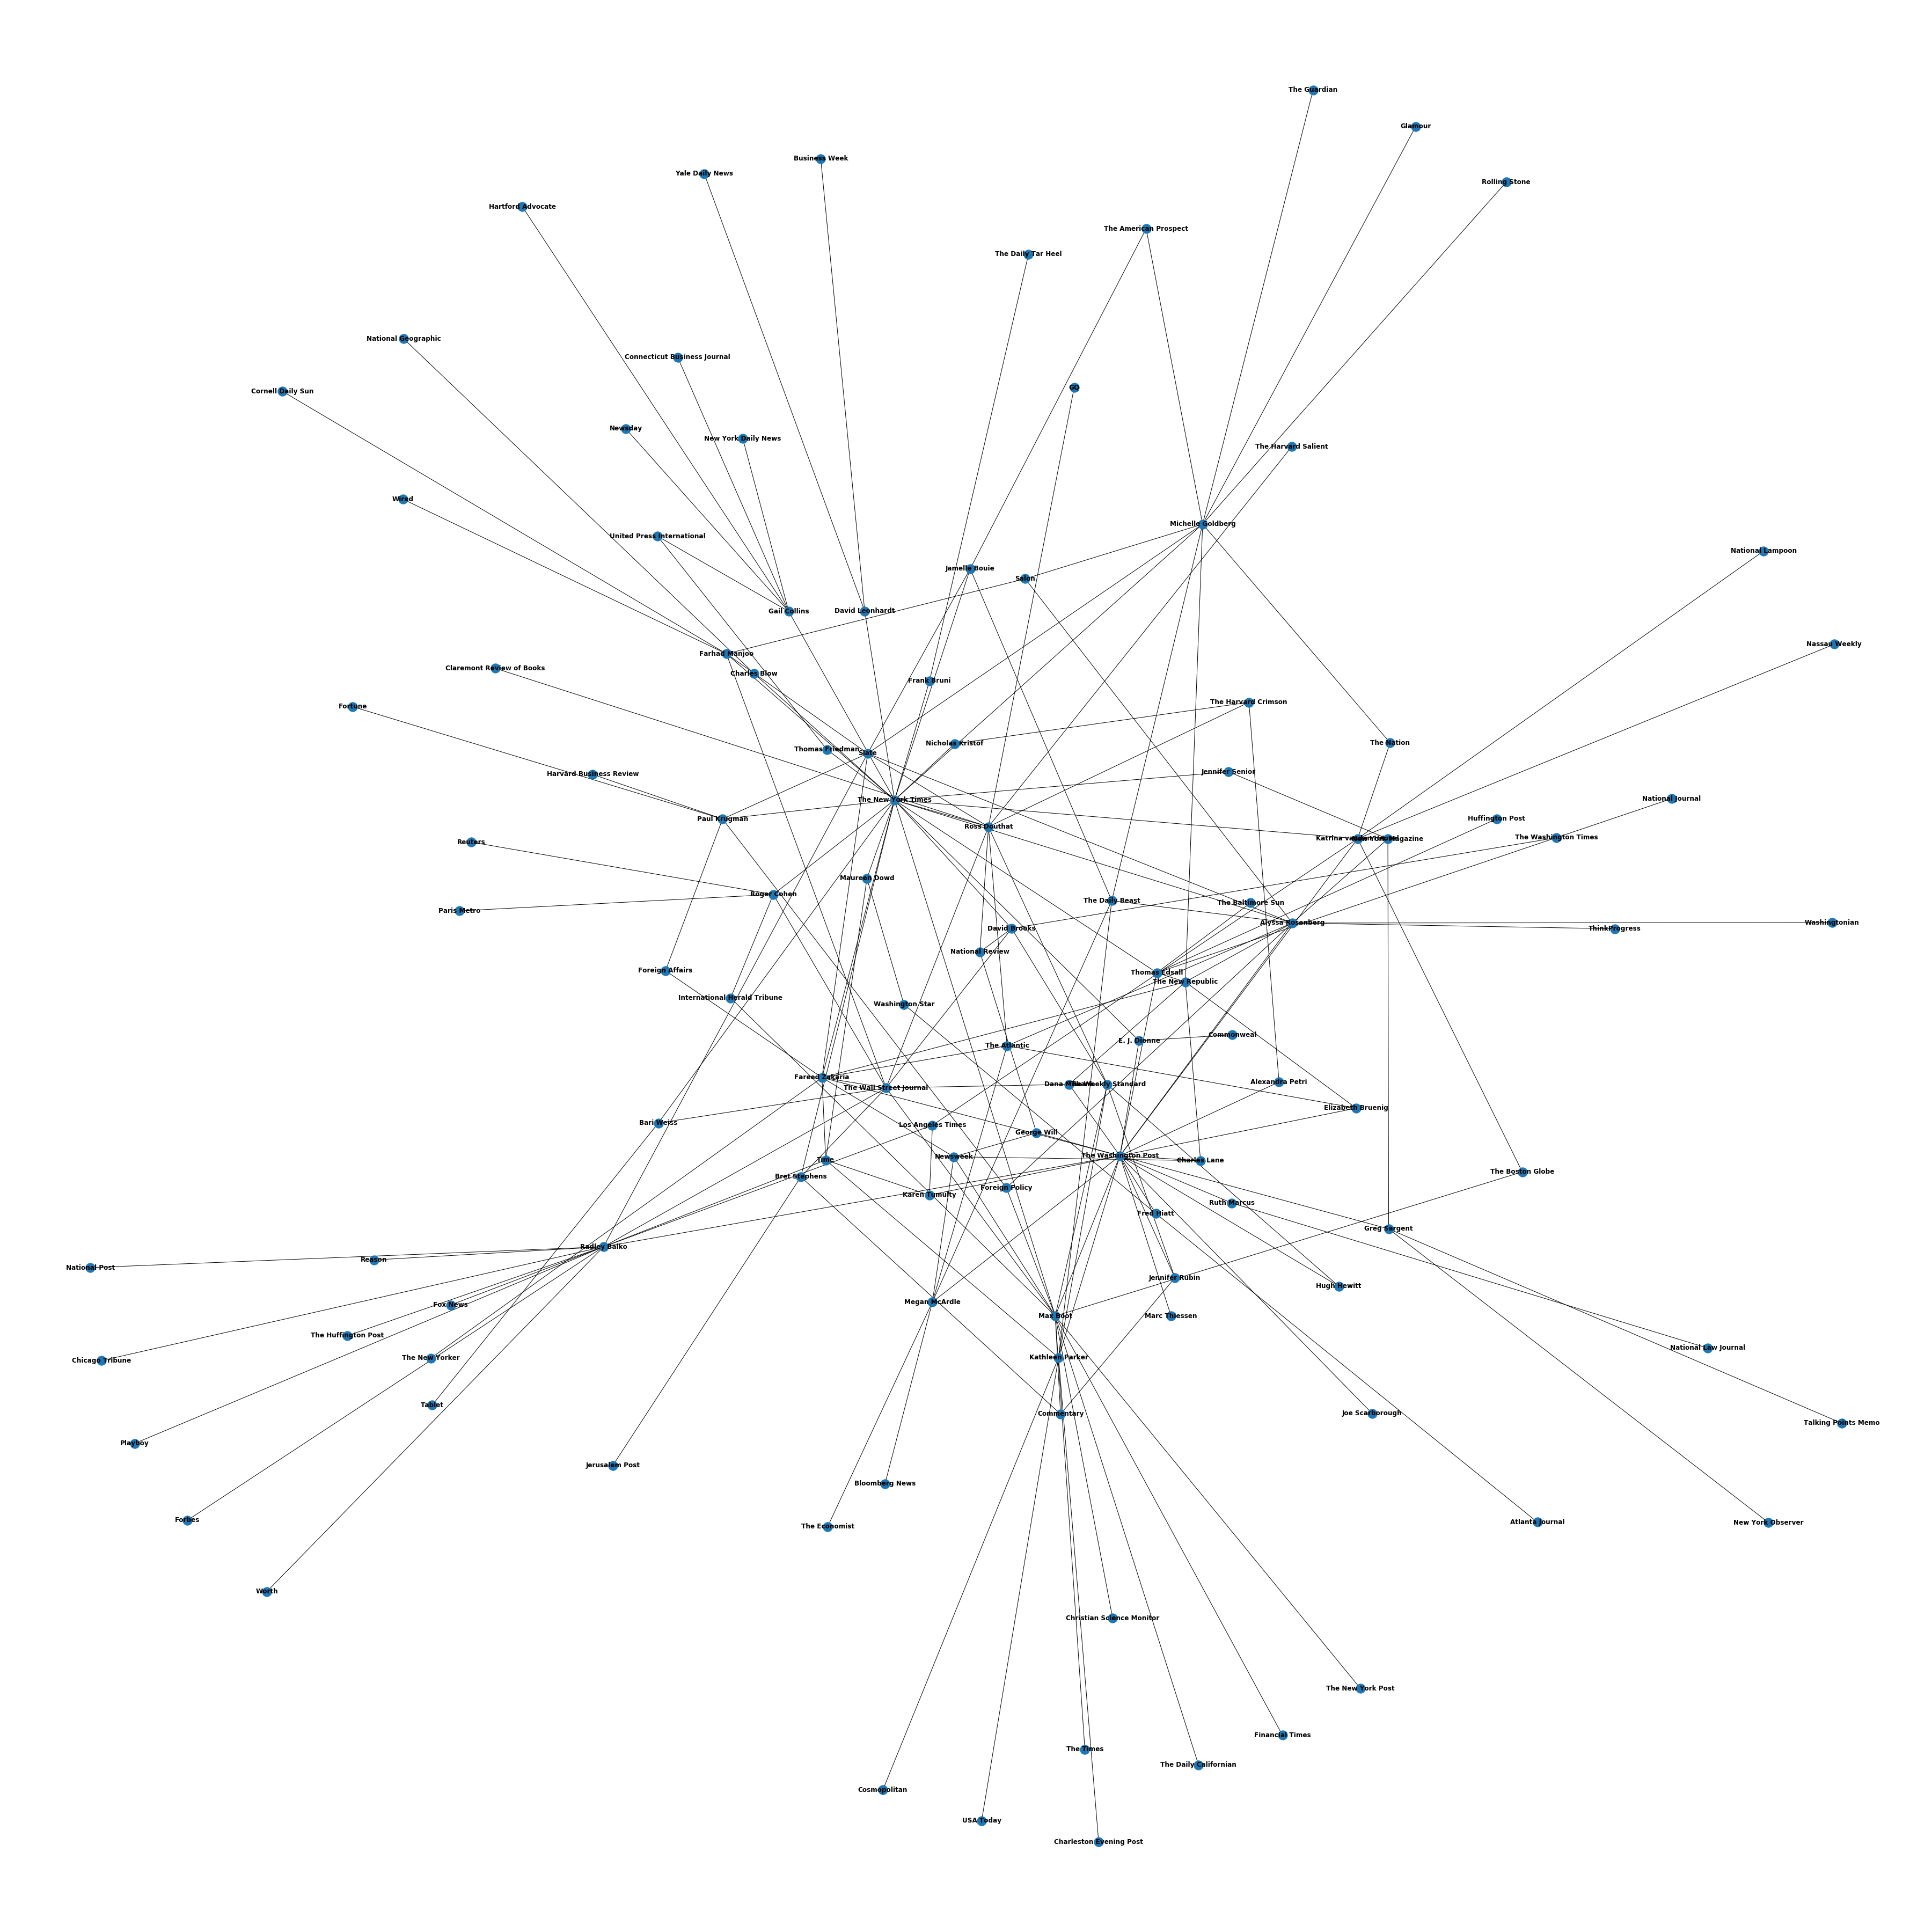 The Guardian
Glamour
Business Week
Yale Daily News
Rolling Stone
Hartford Advocate
The American Prospect
The Daily Tar Heel
National Geographic
Connecticut Business Journal
GQ
Cornell Daily Sun
Newsday
New York Daily News
The Harvard Salient
Wired
Michelle Goldberg
United Press International
National Lampoon
Jamelle Bouie
Salon
Gail Collins
David Leonhardt
Nassau Weekly
Farhad Manjoo
Claremont Review of Books
Charles Blow
Frank Bruni
The Harvard Crimson
Fortune
The Nation
Nicholas Kristof
Thomas Friedman
Slate
Jennifer Senior
Harvard Business Review
The New York Times
National Journal
Paul Krugman
Huffington Post
Ross Douthat
The Washington Times
Katrina v
Magazine
Reuters
Maureen Dowd
Roger Cohen
The Daily Beast
The Baltimore Sun
Paris Metro
Alyssa Rosenberg
Washingtonian
David Brooks
ThinkProgress
National Review
Foreign Affairs
Thomas Edsall
The New Republic
International Herald Tribune
Washington Star
Commonweal
E. J. Dionne
The Atlantic
Fareed Zakaria
Alexandra Petri
Dana M
Weekly Standard
The Wall Street Journal
Elizabeth Bruenig
Bari Weiss
Los Angeles Times
George Will
The Washington Post
Newsweek
Time
Charles Lane
The Boston Globe
Bret Stephens
Foreign Policy
Karen Tumulty
Ruth Marcus
Fred Hiatt
Greg Sargent
Radley Balko
Reason
National Post
Jennifer Rubin
Hugh Hewitt
Megan McArdle
Fox News
Max Boot
Marc Thiessen
The Huffington Post
National Law Journal
Kathleen Parker
The New Yorker
Chicago Tribune
Tablet
Commentary
Joe Scarborough
Talking Points Memo
Playboy
Jerusalem Post
Bloomberg News
Forbes
Atlanta Journal
New York Observer
The Economist
Worth
Christian Science Monitor
The New York Post
Financial Times
The Times
The Daily Californian
Cosmopolitan
USA Today
Charleston Evening Post